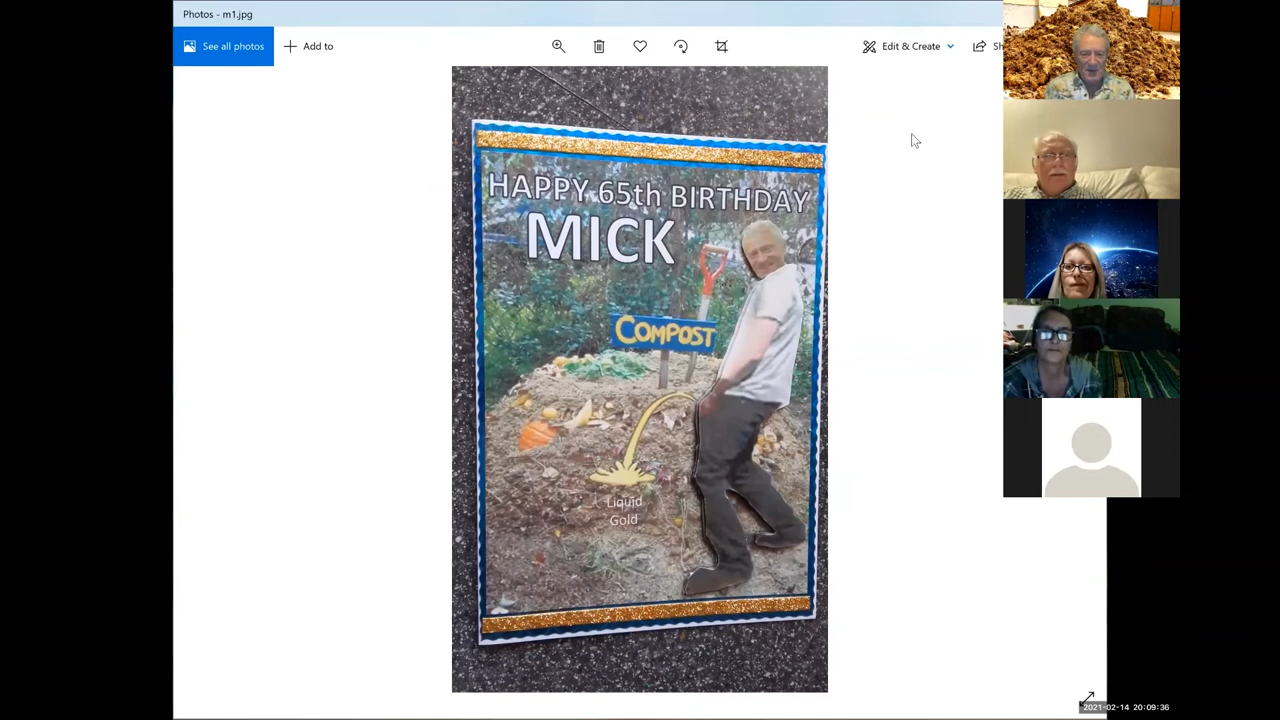 Photos - m1.jpg
See all photos
Add to
Edit & Create
Sh
HAPPY 65th BIRTHDAY
MICK
COMPOST
Liquid
Gold
2021-02-14 20:09:36